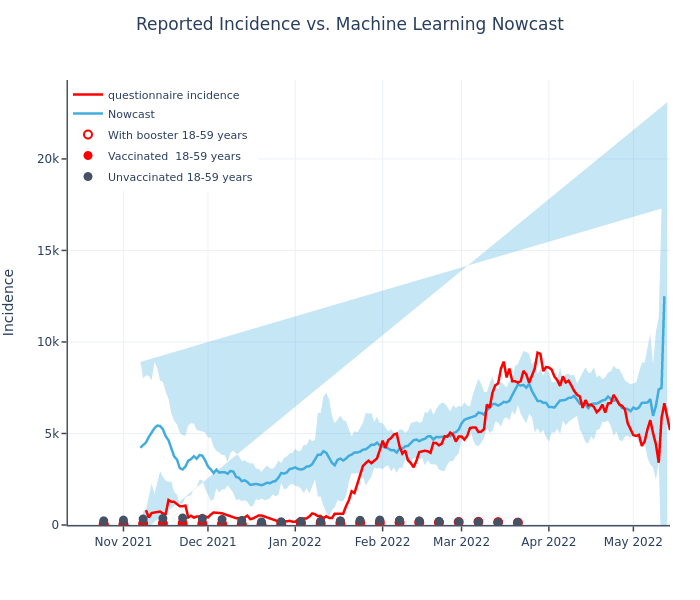 Reported Incidence vs. Machine Learning Nowcast
questionnaire incidence
Nowcast
With booster 18-59 years
Vaccinated  18-59 years
Unvaccinated 18-59 years
20k
15k
10k
5k
0
Incidence
Nov 2021
Dec 2021
Jan 2022
Feb 2022
Mar 2022
Apr 2022
May 2022